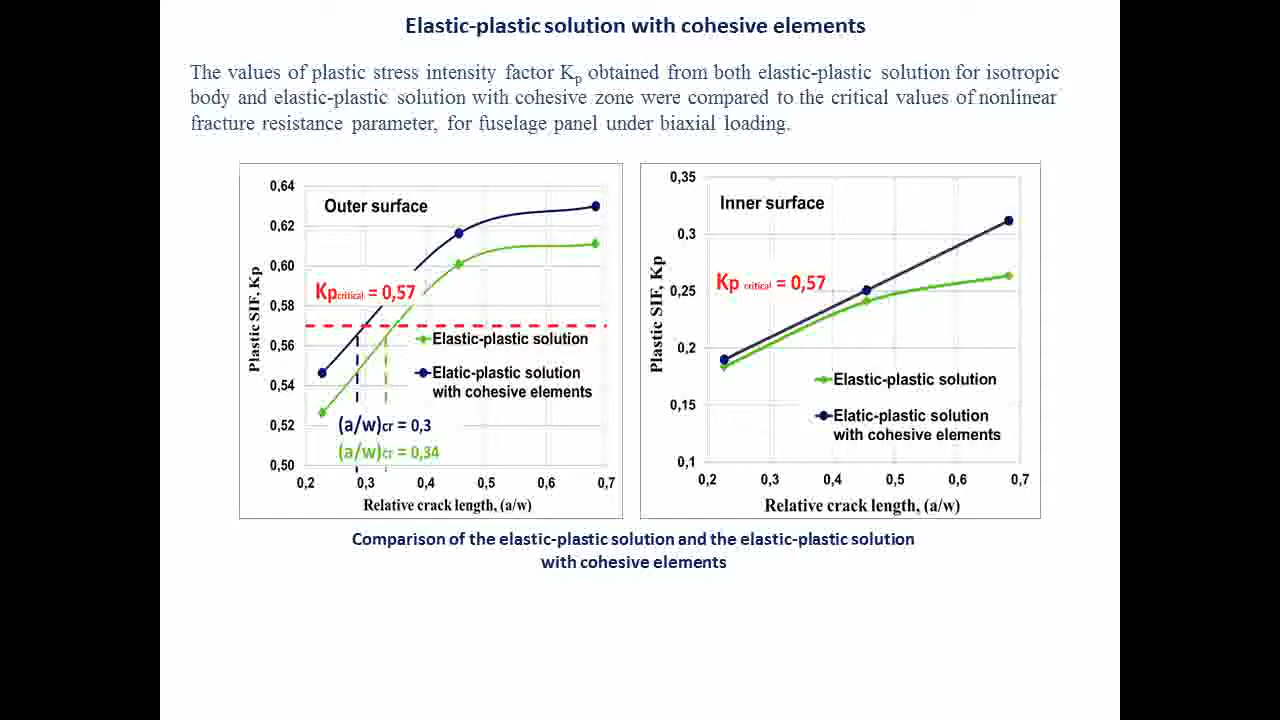 Elastic-plastic solution with cohesive elements
The values of plastic stress intensity factor Kp obtained from both elastic-plastic solution for isotropic
body and elastic-plastic solution with cohesive zone were compared to the critical values of nonlinear
fracture resistance parameter, for fuselage panel under biaxial loading.
Outer surface
Plastic SIF, Kp
0,64
0,62
0,60
0,58
0,56
0,54
0,52
0,50
Kpcritical = 0,57
Elastic-plastic solution
Elatic-plastic solution
with cohesive elements
(a/w)cr = 0,3
(a/w)cr = 0,34
0,2 0,3 0,4 0,5 0,6 0,7
Relative crack length, (a/w)
Inner surface
Plastic SIF, Kp
0,35
0,3
0,25
0,2
0,15
0,1
Kp critical = 0,57
Elastic-plastic solution
Elatic-plastic solution
with cohesive elements
0,2 0,3 0,4 0,5 0,6 0,7
Relative crack length, (a/w)
Comparison of the elastic-plastic solution and the elastic-plastic solution
with cohesive elements